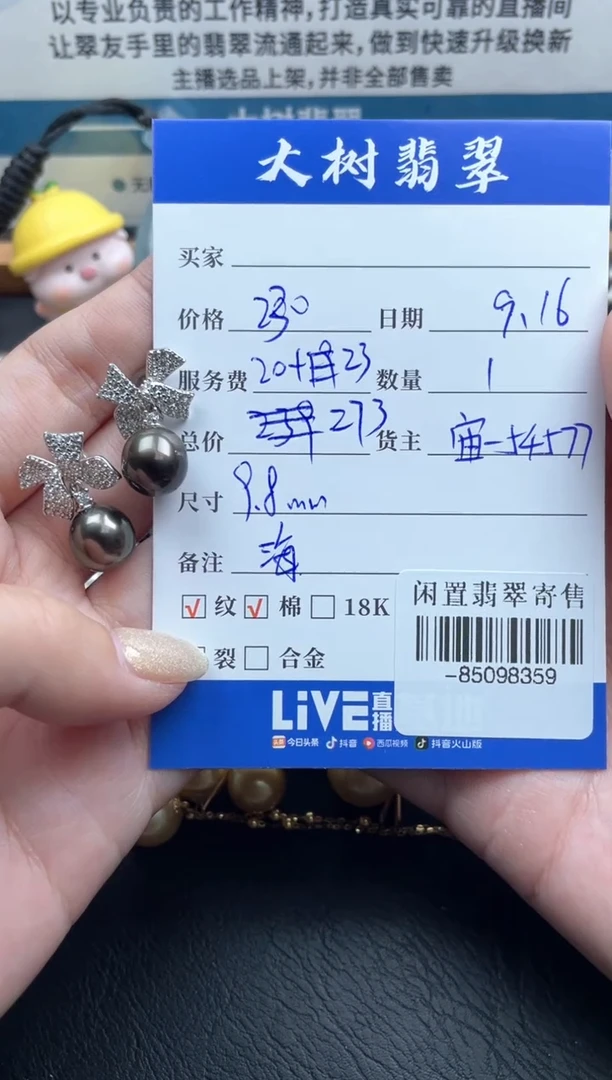 以专业负责的工作精神，打造真实可靠的直播间
让翠友手里的翡翠流通起来，做到快速升级换新
主播选品上架，并非全部售卖
大树翡翠
买家
价格 230 日期 9.16
服务费 20+ 23 数量 1
总价 273 货主 宙-54577
尺寸 9.8mm
备注 海
纹 棉 18K
裂 合金
闲置翡翠寄售
-85098359
LIVE直播
今日头条 抖音 西瓜视频 抖音火山版